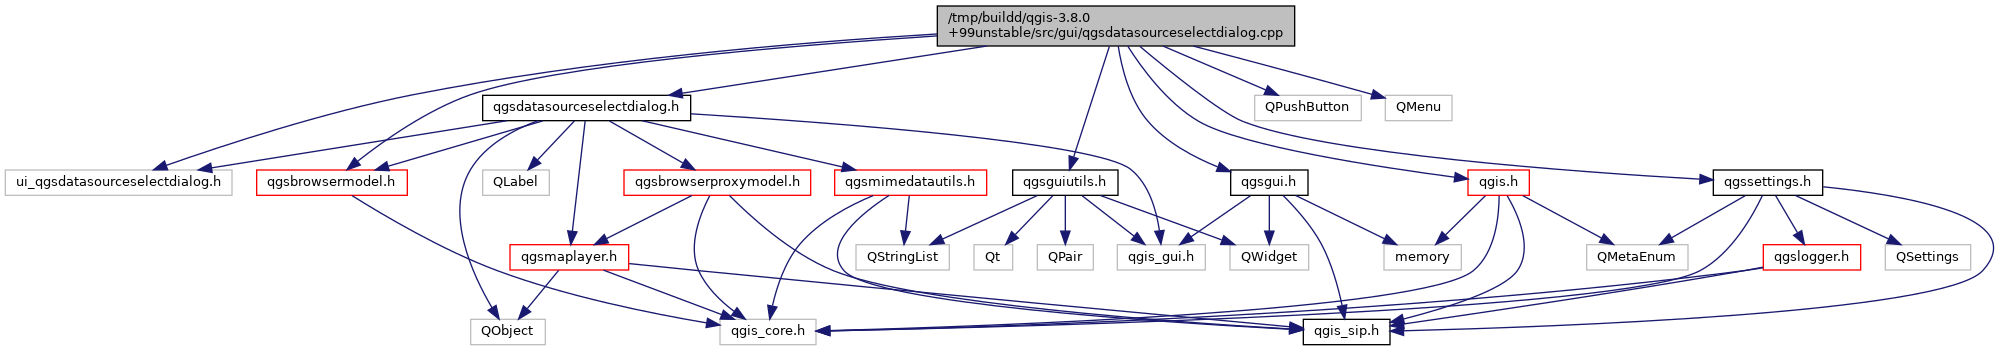 /tmp/buildd/qgis-3.8.0
+99unstable/src/gui/qgsdatasourceselectdialog.cpp
qgsdatasourceselectdialog.h
QPushButton
QMenu
ui_qgsdatasourceselectdialog.h
qgsbrowsermodel.h
QLabel
qgsbrowserproxymodel.h
qgsmimedatautils.h
qgsguiutils.h
qgsgui.h
qgis.h
qgssettings.h
qgsmaplayer.h
QStringList
Qt
QPair
qgis_gui.h
QWidget
memory
QMetaEnum
qgslogger.h
QSettings
QObject
qgis_core.h
qgis_sip.h